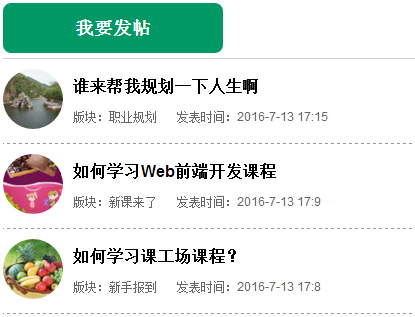 我要发帖
谁来帮我规划一下人生啊
版块：职业规划 发表时间：2016-7-13 17:15
如何学习Web前端开发课程
版块：新课来了 发表时间：2016-7-13 17:9
如何学习课工场课程？
版块：新手报到 发表时间：2016-7-13 17:8